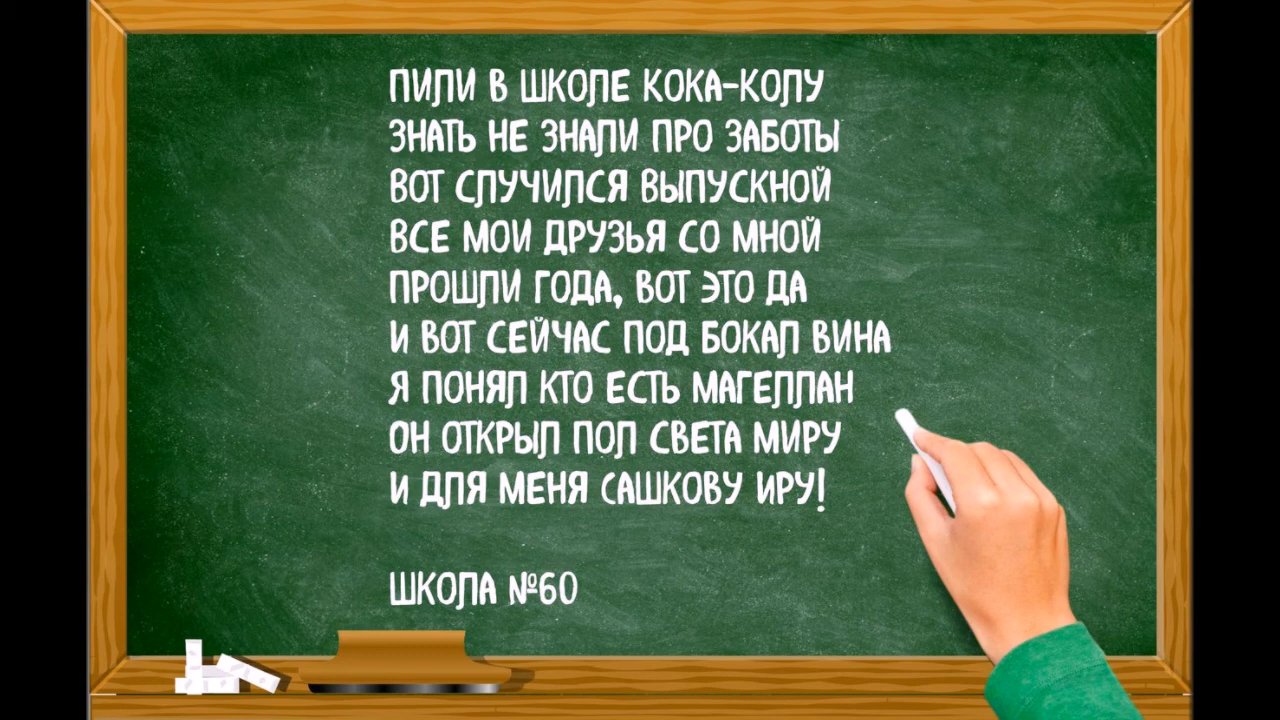 ПИЛИ В ШКОЛЕ КОКА-КОЛУ
ЗНАТЬ НЕ ЗНАЛИ ПРО ЗАБОТЫ
ВОТ СЛУЧИЛСЯ ВЫПУСКНОЙ
ВСЕ МОИ ДРУЗЬЯ СО МНОЙ
ПРОШЛИ ГОДА, ВОТ ЭТО ДА
И ВОТ СЕЙЧАС ПОД БОКАЛ ВИНА
Я ПОНЯЛ КТО ЕСТЬ МАГЕЛЛАН
ОН ОТКРЫЛ ПОЛ СВЕТА МИРУ
И ДЛЯ МЕНЯ САШКОВУ ИРУ!
ШКОЛА №60